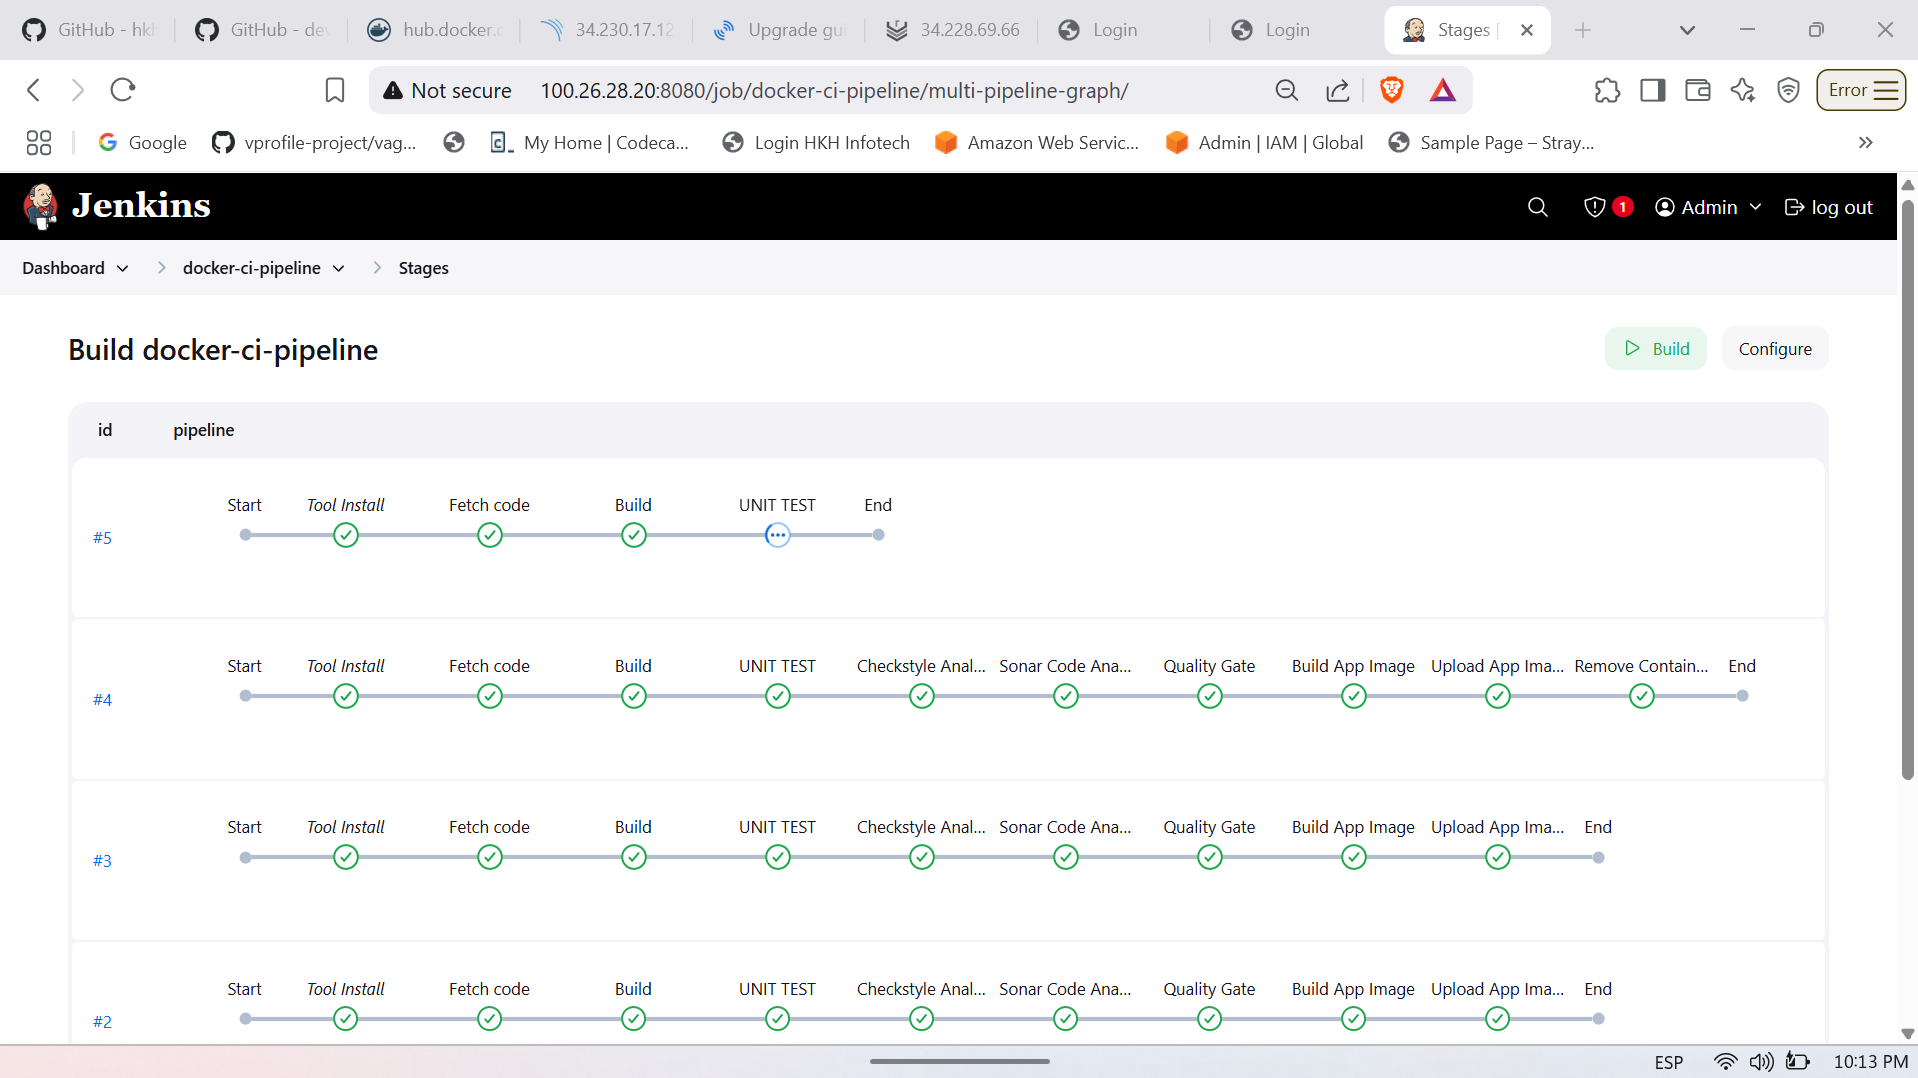 GitHub - hkh
GitHub - dev
hub.docker.c
34.230.17.12
Upgrade gui
34.228.69.66
Login
Login
Stages
Not secure
100.26.28.20:8080/job/docker-ci-pipeline/multi-pipeline-graph/
Error
Google
vprofile-project/vag...
My Home | Codeca...
Login HKH Infotech
Amazon Web Servic...
Admin | IAM | Global
Sample Page – Stray...
Jenkins
1
Admin
log out
Dashboard
docker-ci-pipeline
Stages
Build docker-ci-pipeline
Build
Configure
id pipeline
Start Tool Install Fetch code Build UNIT TEST End
#5
Start Tool Install Fetch code Build UNIT TEST Checkstyle Anal... Sonar Code Ana... Quality Gate Build App Image Upload App Ima... Remove Contain... End
#4
Start Tool Install Fetch code Build UNIT TEST Checkstyle Anal... Sonar Code Ana... Quality Gate Build App Image Upload App Ima... End
#3
Start Tool Install Fetch code Build UNIT TEST Checkstyle Anal... Sonar Code Ana... Quality Gate Build App Image Upload App Ima... End
#2
ESP
10:13 PM